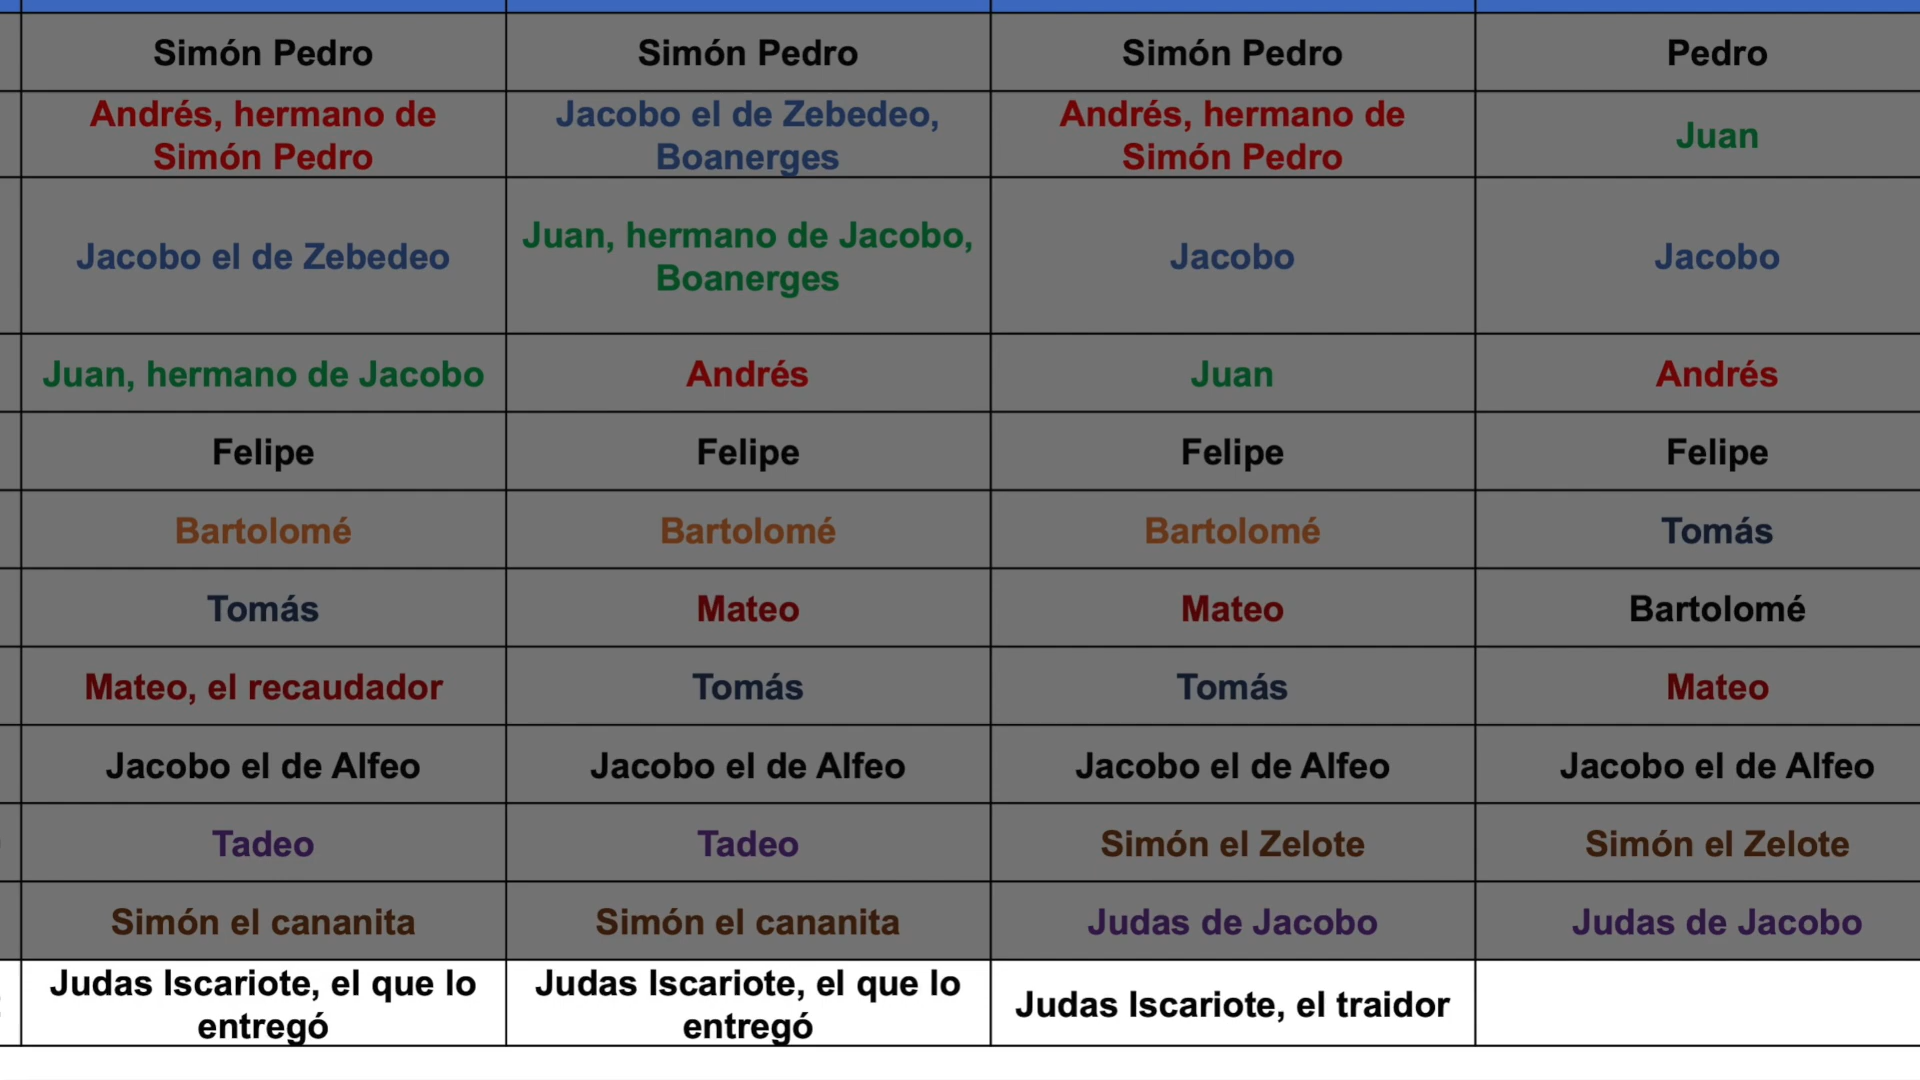 Simón Pedro Simón Pedro Simón Pedro Pedro
Andrés, hermano de Simón Pedro Jacobo el de Zebedeo, Boanerges Andrés, hermano de Simón Pedro Juan
Jacobo el de Zebedeo Juan, hermano de Jacobo, Boanerges Jacobo Jacobo
Juan, hermano de Jacobo Andrés Juan Andrés
Felipe Felipe Felipe Felipe
Bartolomé Bartolomé Bartolomé Tomás
Tomás Mateo Mateo Bartolomé
Mateo, el recaudador Tomás Tomás Mateo
Jacobo el de Alfeo Jacobo el de Alfeo Jacobo el de Alfeo Jacobo el de Alfeo
Tadeo Tadeo Simón el Zelote Simón el Zelote
Simón el cananita Simón el cananita Judas de Jacobo Judas de Jacobo
Judas Iscariote, el que lo entregó Judas Iscariote, el que lo entregó Judas Iscariote, el traidor